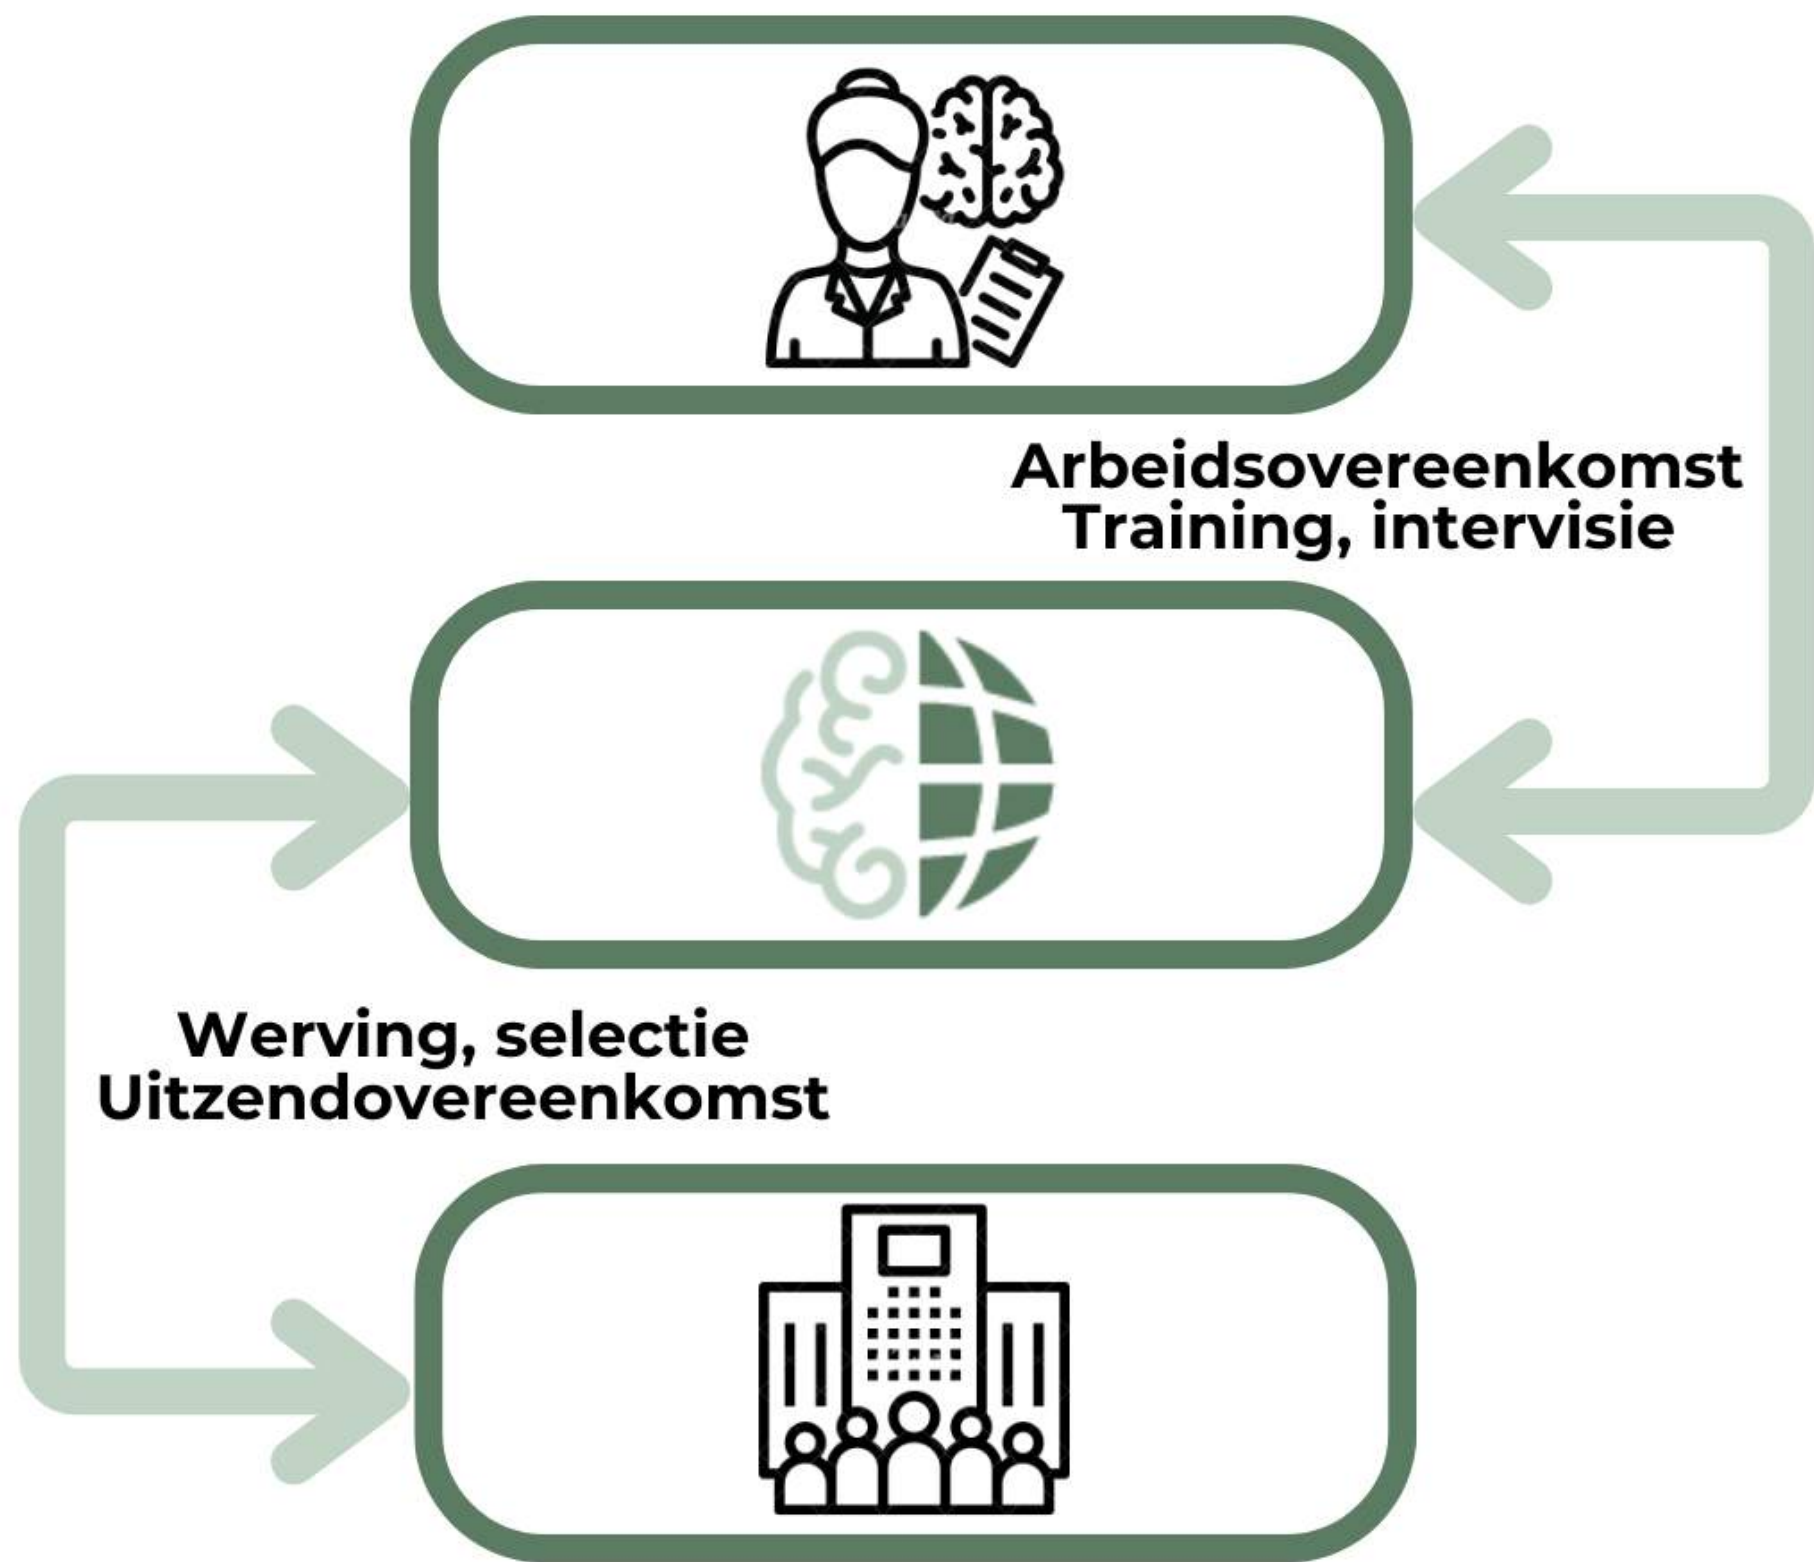 Arbeidsovereenkomst
Training, intervisie
Werving, selectie
Uitzendovereenkomst